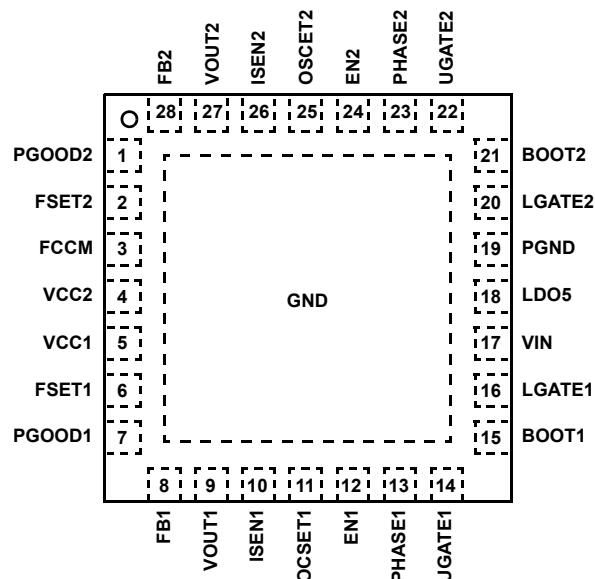 FB2
VOUT2
ISEN2
OSCET2
EN2
PHASE2
UGATE2
28
27
26
25
24
23
22
PGOOD2 1
FSET2 2
FCCM 3
VCC2 4
VCC1 5
FSET1 6
PGOOD1 7
GND
21 BOOT2
20 LGATE2
19 PGND
18 LDO5
17 VIN
16 LGATE1
15 BOOT1
8
9
10
11
12
13
14
FB1
VOUT1
ISEN1
OCSET1
EN1
PHASE1
UGATE1